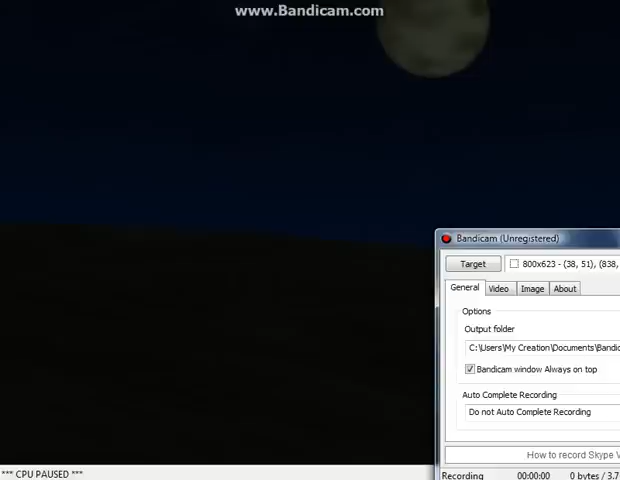 www.Bandicam.com
Bandicam (Unregistered)
Target
800x623 - (38, 51), (838,
General Video Image About
Options
Output folder
C:\Users\My Creation\Documents\Bandic
Bandicam window Always on top
Auto Complete Recording
Do not Auto Complete Recording
How to record Skype V
*** CPU PAUSED ***
Recording 00:00:00 0 bytes / 3.7